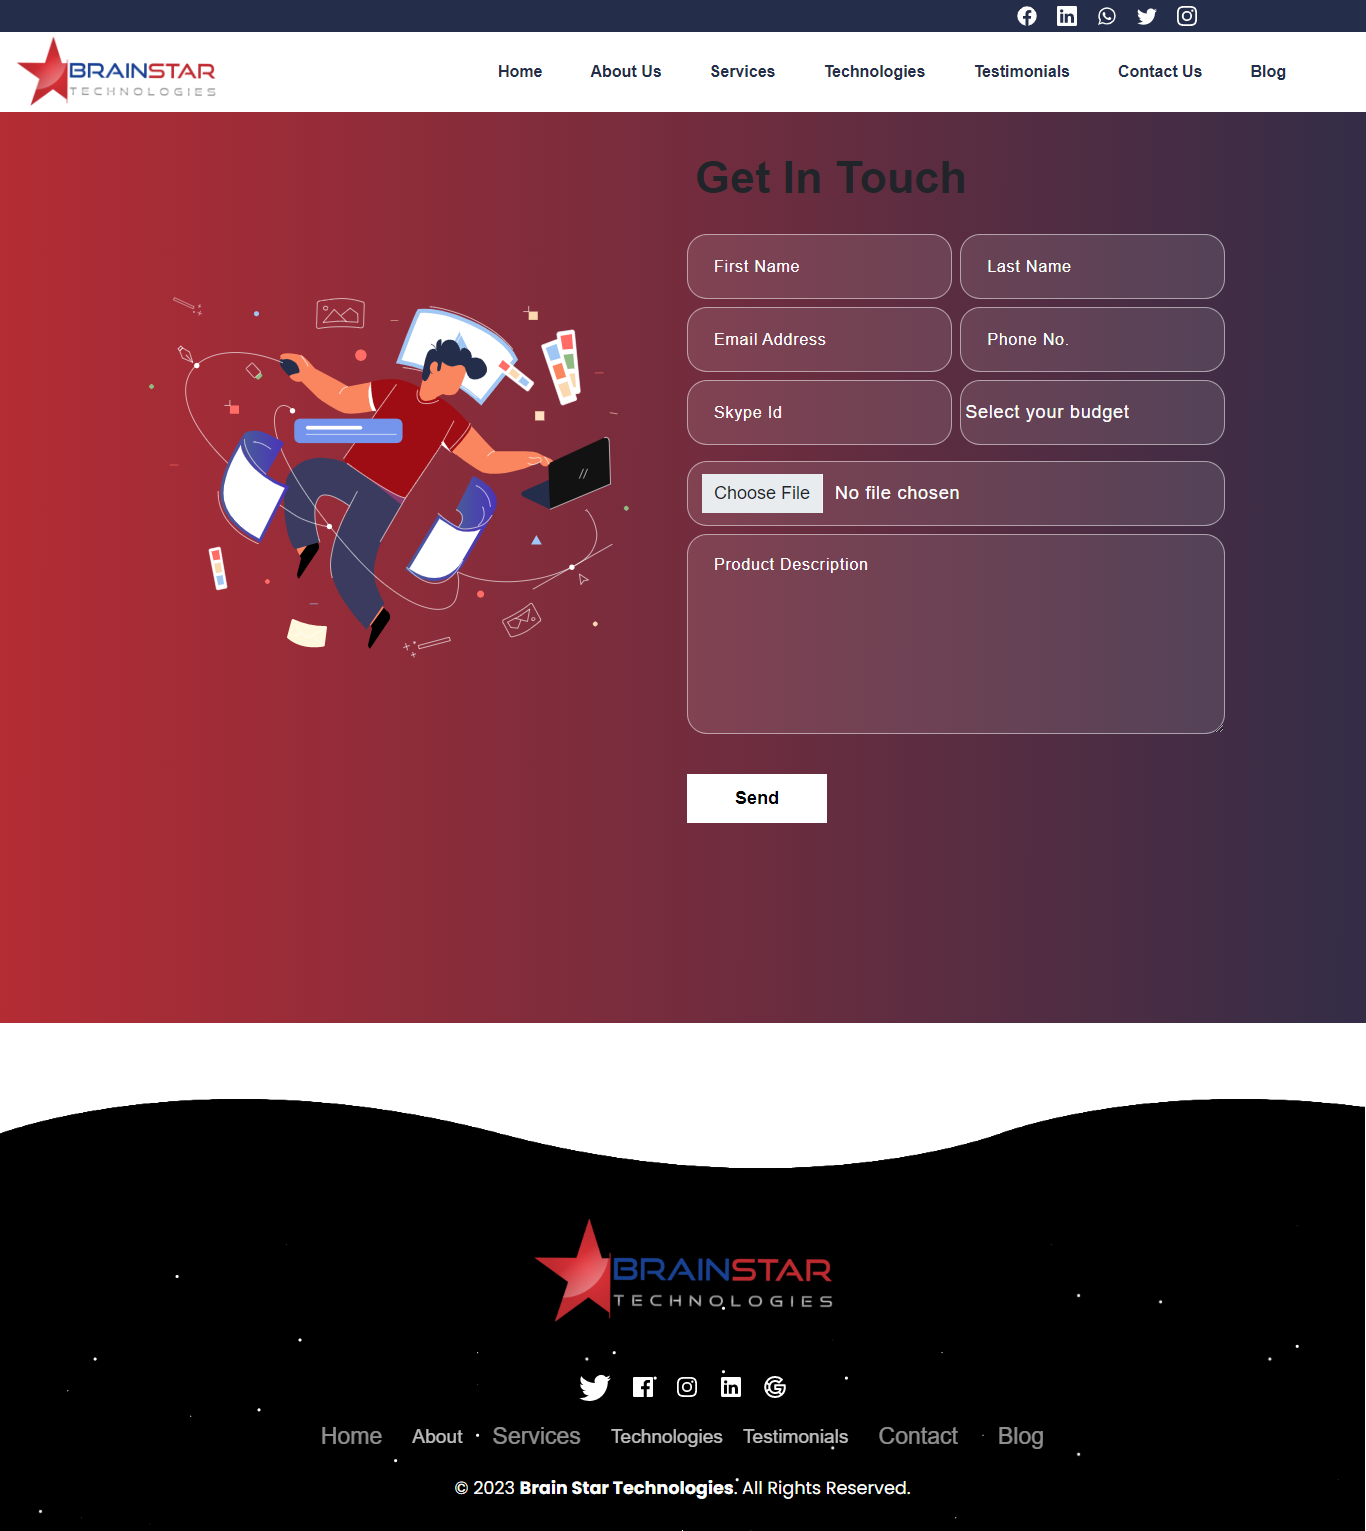 BRAINSTAR
TECHNOLOGIES
Home About Us Services Technologies Testimonials Contact Us Blog
Get In Touch
First Name Last Name
Email Address Phone No.
Skype Id Select your budget
Choose File No file chosen
Product Description
Send
BRAINSTAR
TECHNOLOGIES
Home About Services Technologies Testimonials Contact Blog
© 2023 Brain Star Technologies. All Rights Reserved.